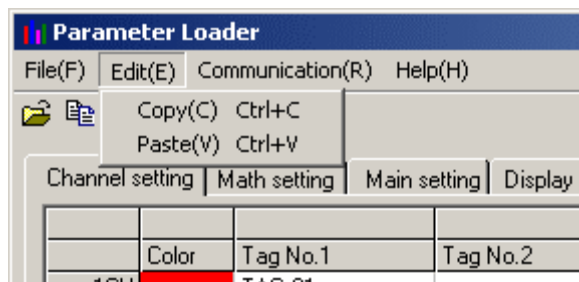 Parameter Loader
File(F) Edit(E) Communication(R) Help(H)
Copy(C) Ctrl+C
Paste(V) Ctrl+V
Channel setting Math setting Main setting Display
Color Tag No.1 Tag No.2